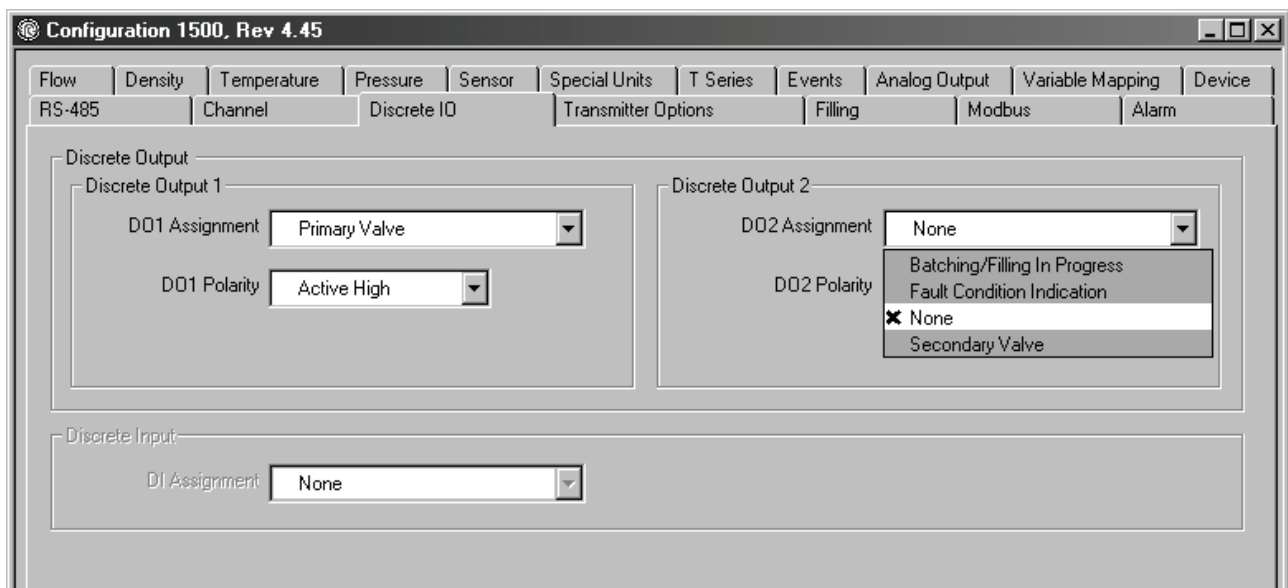 Configuration 1500, Rev 4.45
Flow Density Temperature Pressure Sensor Special Units T Series Events Analog Output Variable Mapping Device
RS-485 Channel Discrete IO Transmitter Options Filling Modbus Alarm
Discrete Output
Discrete Output 1
DO1 Assignment Primary Valve
DO1 Polarity Active High
Discrete Output 2
DO2 Assignment None
DO2 Polarity
Batching/Filling In Progress
Fault Condition Indication
None
Secondary Valve
Discrete Input
DI Assignment None